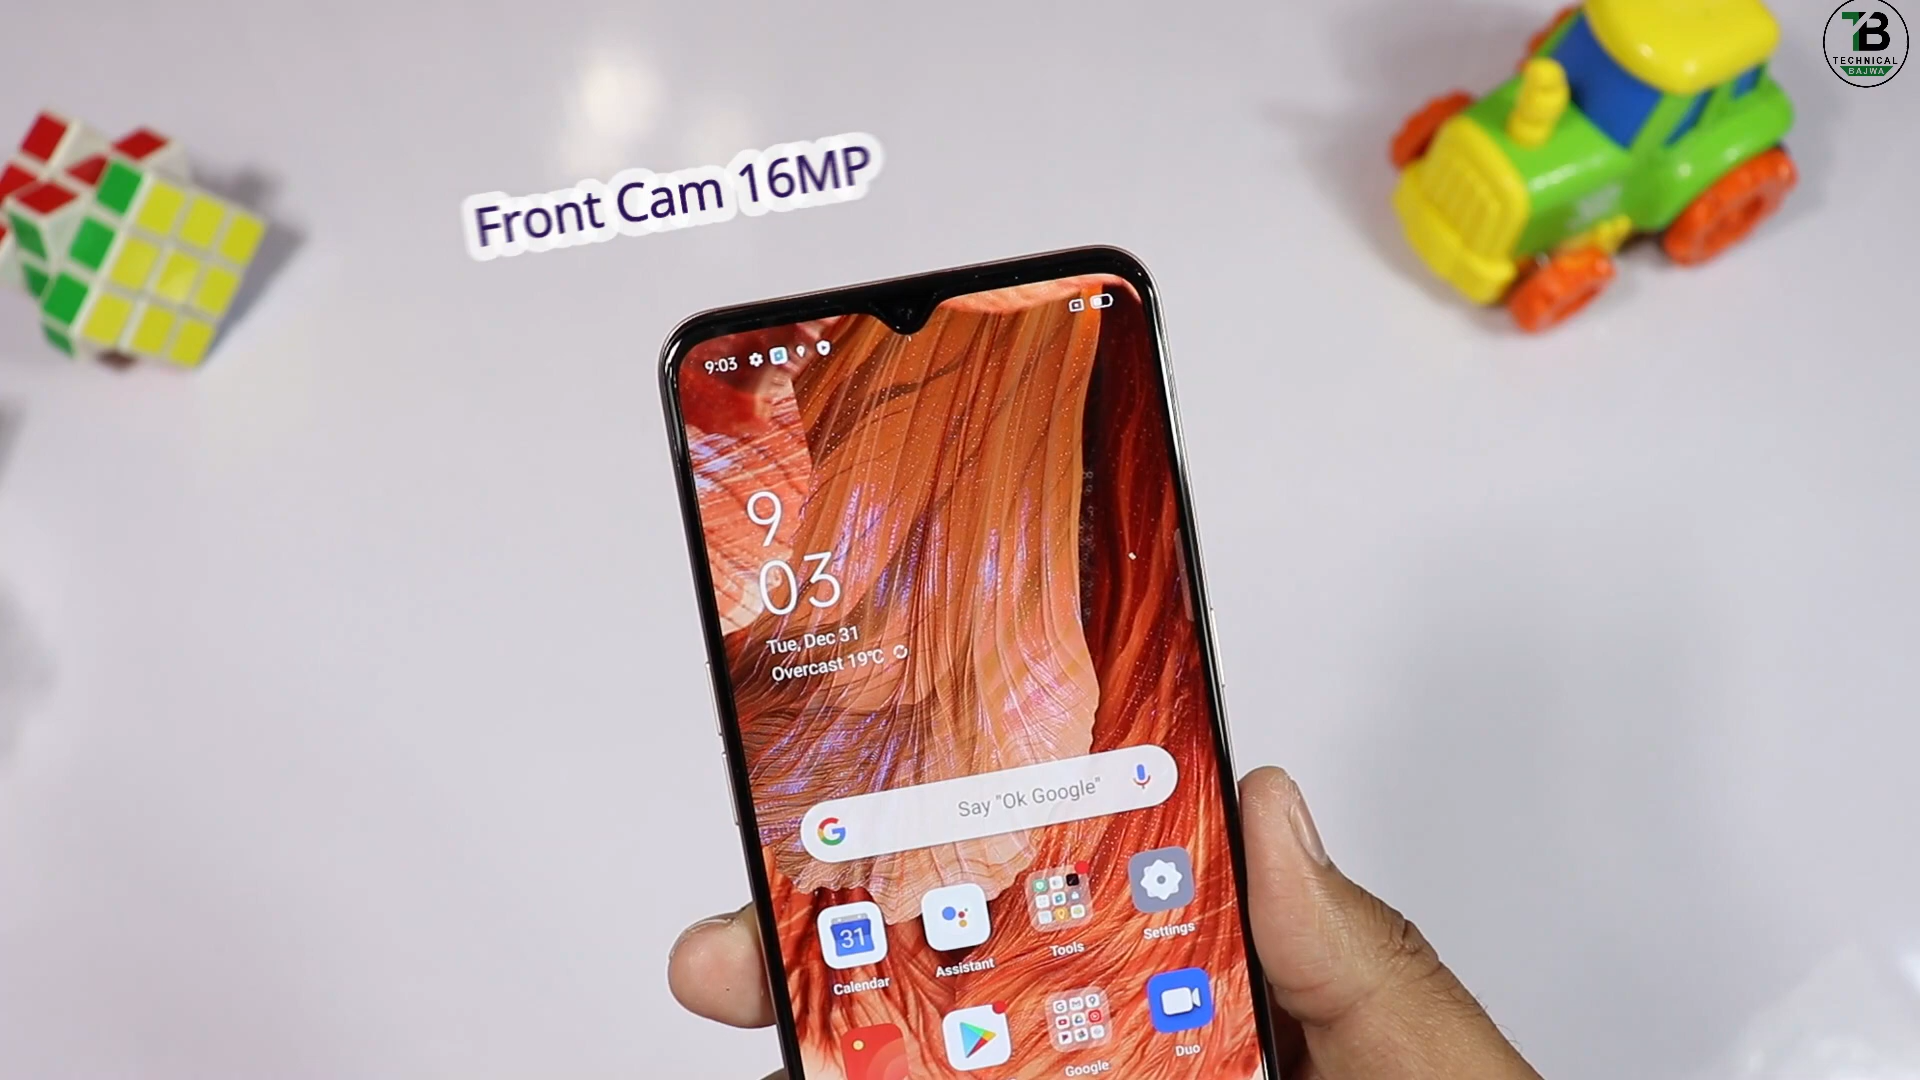 TB
TECHNICAL
BAJWA
Front Cam 16MP
9:03
9
03
Tue, Dec 31
Overcast 19°C
Say "Ok Google"
31
Calendar
Assistant
Tools
Settings
Google
Duo